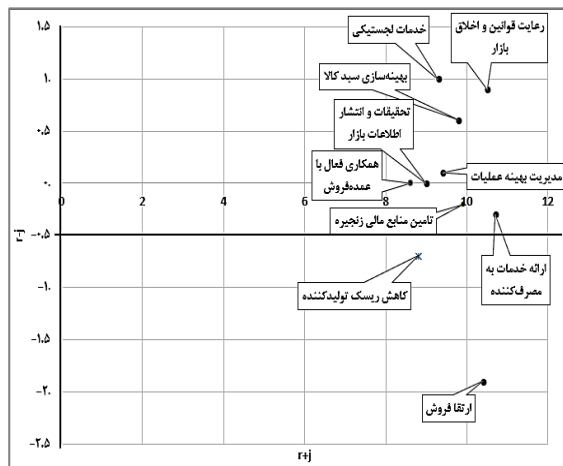 رعایت قوانین و اخلاق
بازار
خدمات لجستیکی
بهینه‌سازی سبد کالا
تحقیقات و انتشار
اطلاعات بازار
همکاری فعال با
عمده‌فروش
مدیریت بهینه عملیات
تامین منابع مالی زنجیره
ارائه خدمات به
مصرف‌کننده
کاهش ریسک تولیدکننده
ارتقا فروش
۱.۵
۱.
۰.۵
۰.
-۰.۵
-۱.
-۱.۵
-۲.
-۲.۵
0 2 4 6 8 10 12
r-j
r+j